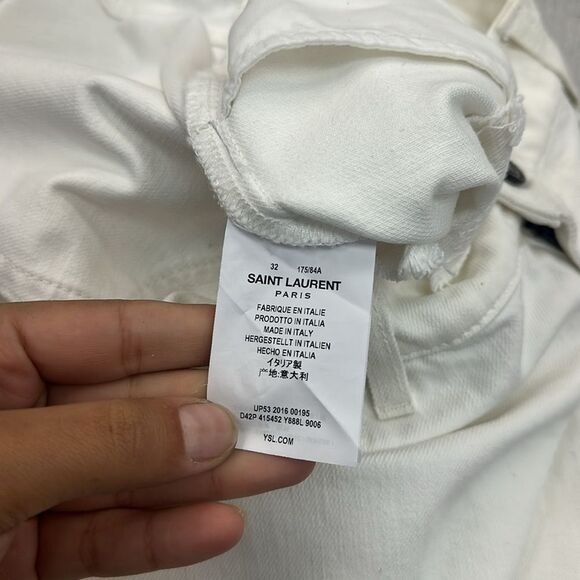 32 175/84A
SAINT LAURENT
PARIS
FABRIQUE EN ITALIE
PRODOTTO IN ITALIA
MADE IN ITALY
HERGESTELLT IN ITALIEN
HECHO EN ITALIA
イタリア製
产地:意大利
UP53 2016 00195
D42P 415452 Y888L 9006
YSL.COM